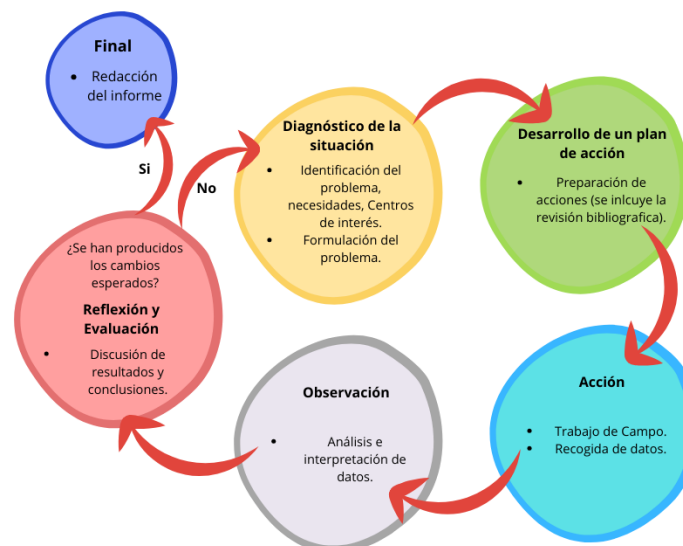 Final
• Redacción
del informe
Si
No
Diagnóstico de la
situación
• Identificación del
problema,
necesidades, Centros
de interés.
• Formulación del
problema.
Desarrollo de un plan
de acción
• Preparación de
acciones (se inlcuye la
revisión bibliografica).
Acción
• Trabajo de Campo.
• Recogida de datos.
Observación
• Análisis e
interpretación de
datos.
¿Se han producidos
los cambios
esperados?
Reflexión y
Evaluación
• Discusión de
resultados y
conclusiones.